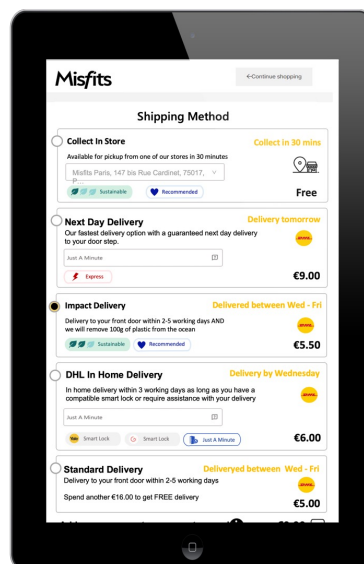 Misfits
←Continue shopping
Shipping Method
Collect In Store
Collect in 30 mins
Available for pickup from one of our stores in 30 minutes
Misfits Paris, 147 bis Rue Cardinet, 75017,
P...
Sustainable
Recommended
Free
Next Day Delivery
Delivery tomorrow
Our fastest delivery option with a guaranteed next day delivery
to your door step.
Just A Minute
Express
€9.00
Impact Delivery
Delivered between Wed - Fri
Delivery to your front door within 2-5 working days AND
we will remove 100g of plastic from the ocean
Sustainable
Recommended
€5.50
DHL In Home Delivery
Delivery by Wednesday
In home delivery within 3 working days as long as you have a
compatible smart lock or require assistance with your delivery
Just A Minute
Smart Lock
Smart Lock
Just A Minute
€6.00
Standard Delivery
Deliveryed between Wed - Fri
Delivery to your front door within 2-5 working days
Spend another €16.00 to get FREE delivery
€5.00